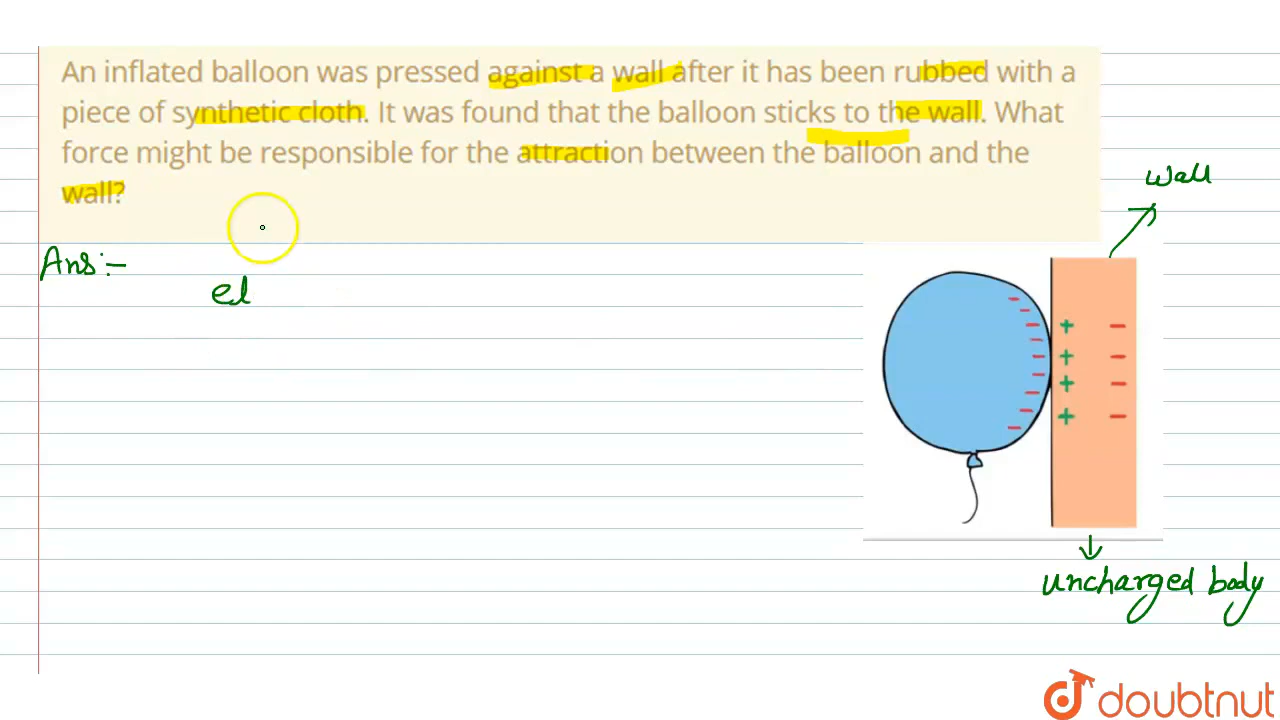 An inflated balloon was pressed against a wall after it has been rubbed with a
piece of synthetic cloth. It was found that the balloon sticks to the wall. What
force might be responsible for the attraction between the balloon and the
wall?
wall
Ans:-
el
+ -
+ -
+ -
+ -
uncharged body
doubtnut